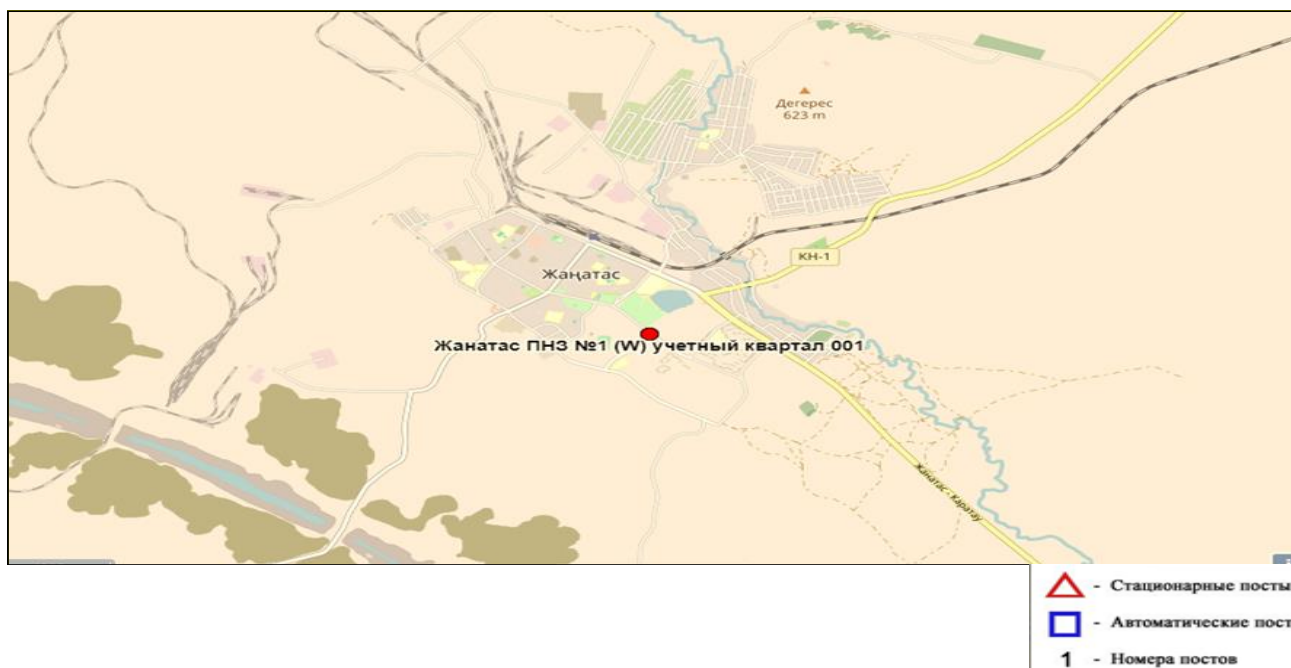 Дегерес
623 m
КН-1
Жаңатас
Жанатас ПНЗ №1 (W) учетный квартал 001
Жанатас - Каратау
- Стационарные посты
- Автоматические пост
1 - Номера постов